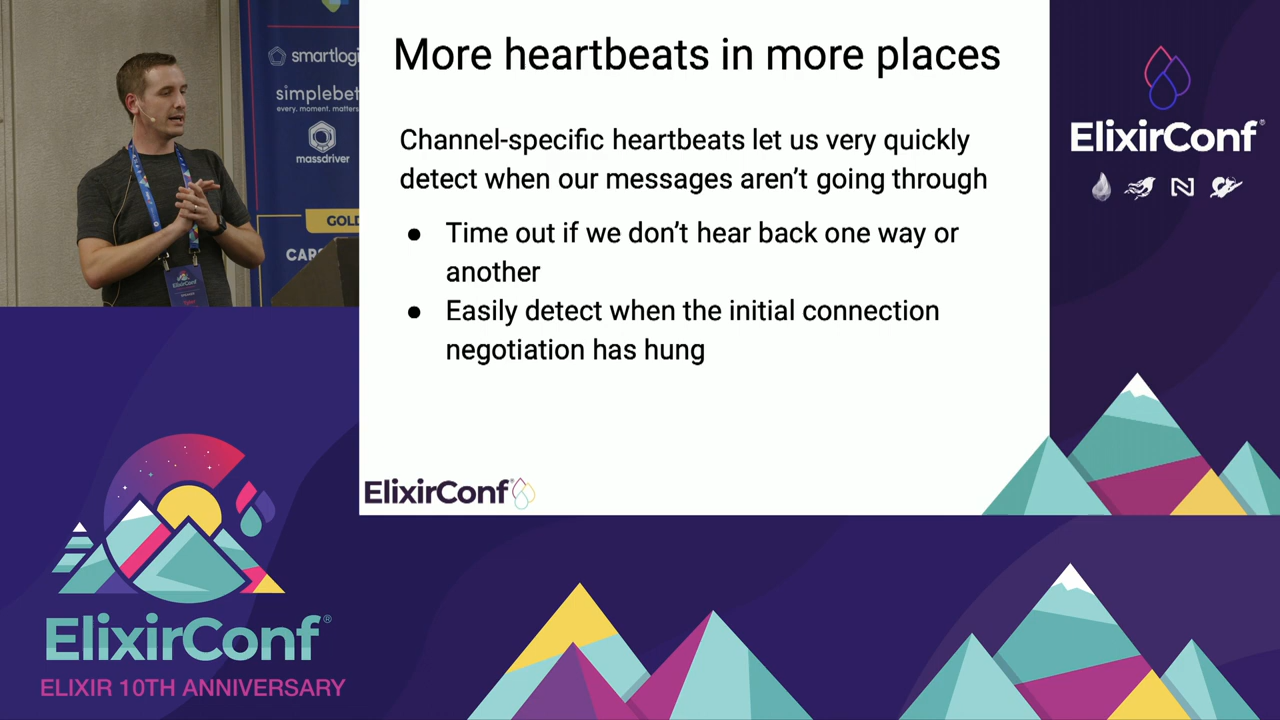 smartlogi
simplebet
every. moment. matters.
massdriver
GOLD
CAR
ElixirConf
More heartbeats in more places
Channel-specific heartbeats let us very quickly
detect when our messages aren’t going through
● Time out if we don’t hear back one way or
another
● Easily detect when the initial connection
negotiation has hung
ElixirConf
ElixirConf®
ElixirConf®
ELIXIR 10TH ANNIVERSARY